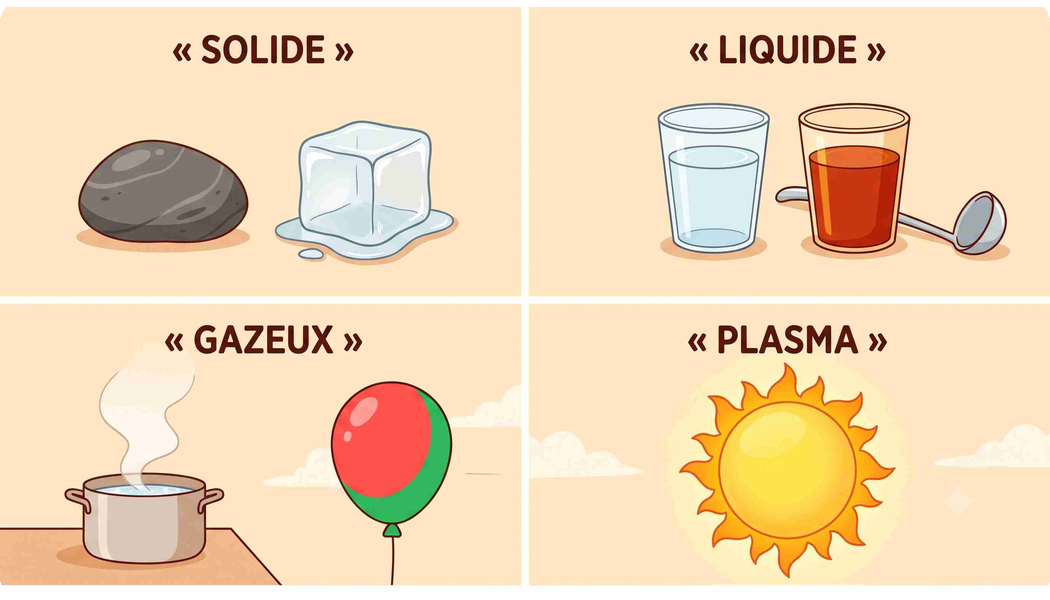 « SOLIDE »
« LIQUIDE »
« GAZEUX »
« PLASMA »